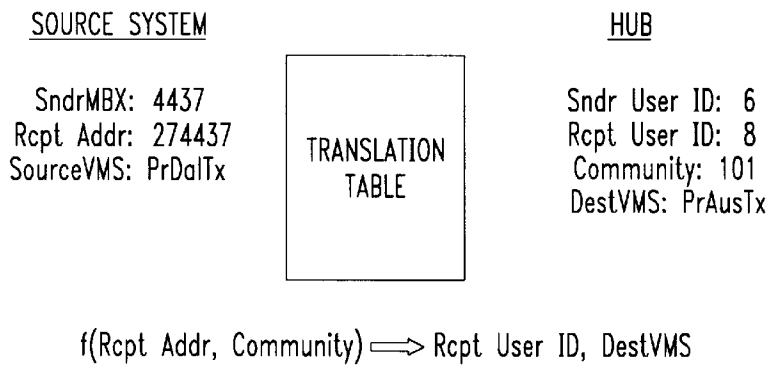 SOURCE SYSTEM
SndrMBX: 4437
Rcpt Addr: 274437
SourceVMS: PrDalTx
TRANSLATION
TABLE
HUB
Sndr User ID: 6
Rcpt User ID: 8
Community: 101
DestVMS: PrAusTx
f(Rcpt Addr, Community) ⟹ Rcpt User ID, DestVMS